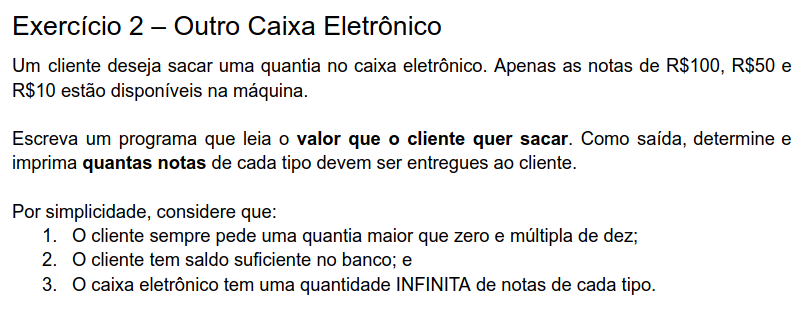 Exercício 2 – Outro Caixa Eletrônico
Um cliente deseja sacar uma quantia no caixa eletrônico. Apenas as notas de R$100, R$50 e
R$10 estão disponíveis na máquina.
Escreva um programa que leia o valor que o cliente quer sacar. Como saída, determine e
imprima quantas notas de cada tipo devem ser entregues ao cliente.
Por simplicidade, considere que:
1. O cliente sempre pede uma quantia maior que zero e múltipla de dez;
2. O cliente tem saldo suficiente no banco; e
3. O caixa eletrônico tem uma quantidade INFINITA de notas de cada tipo.